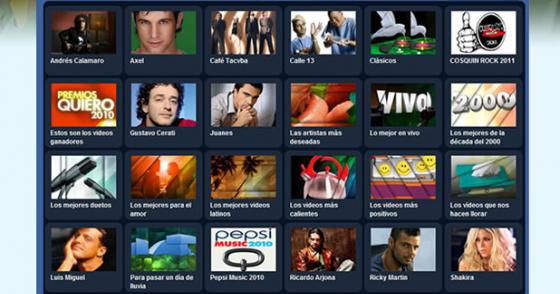 Andrés Calamaro
Axel
Café Tacvba
Calle 13
Clásicos
COSQUIN ROCK 2011
PREMIOS
QUIERO
2010
VIVO
2000
Estos son los videos
ganadores
Gustavo Cerati
Juanes
Las artistas más
deseadas
Lo mejor en vivo
Los mejores de la
década del 2000
Los mejores duetos
Los mejores para el
amor
Los mejores videos
latinos
Los videos más
calientes
Los videos más
positivos
Los videos que nos
hacen llorar
pepsi
MUSIC2010
Luis Miguel
Para pasar un día de
lluvia
Pepsi Music 2010
Ricardo Arjona
Ricky Martin
Shakira